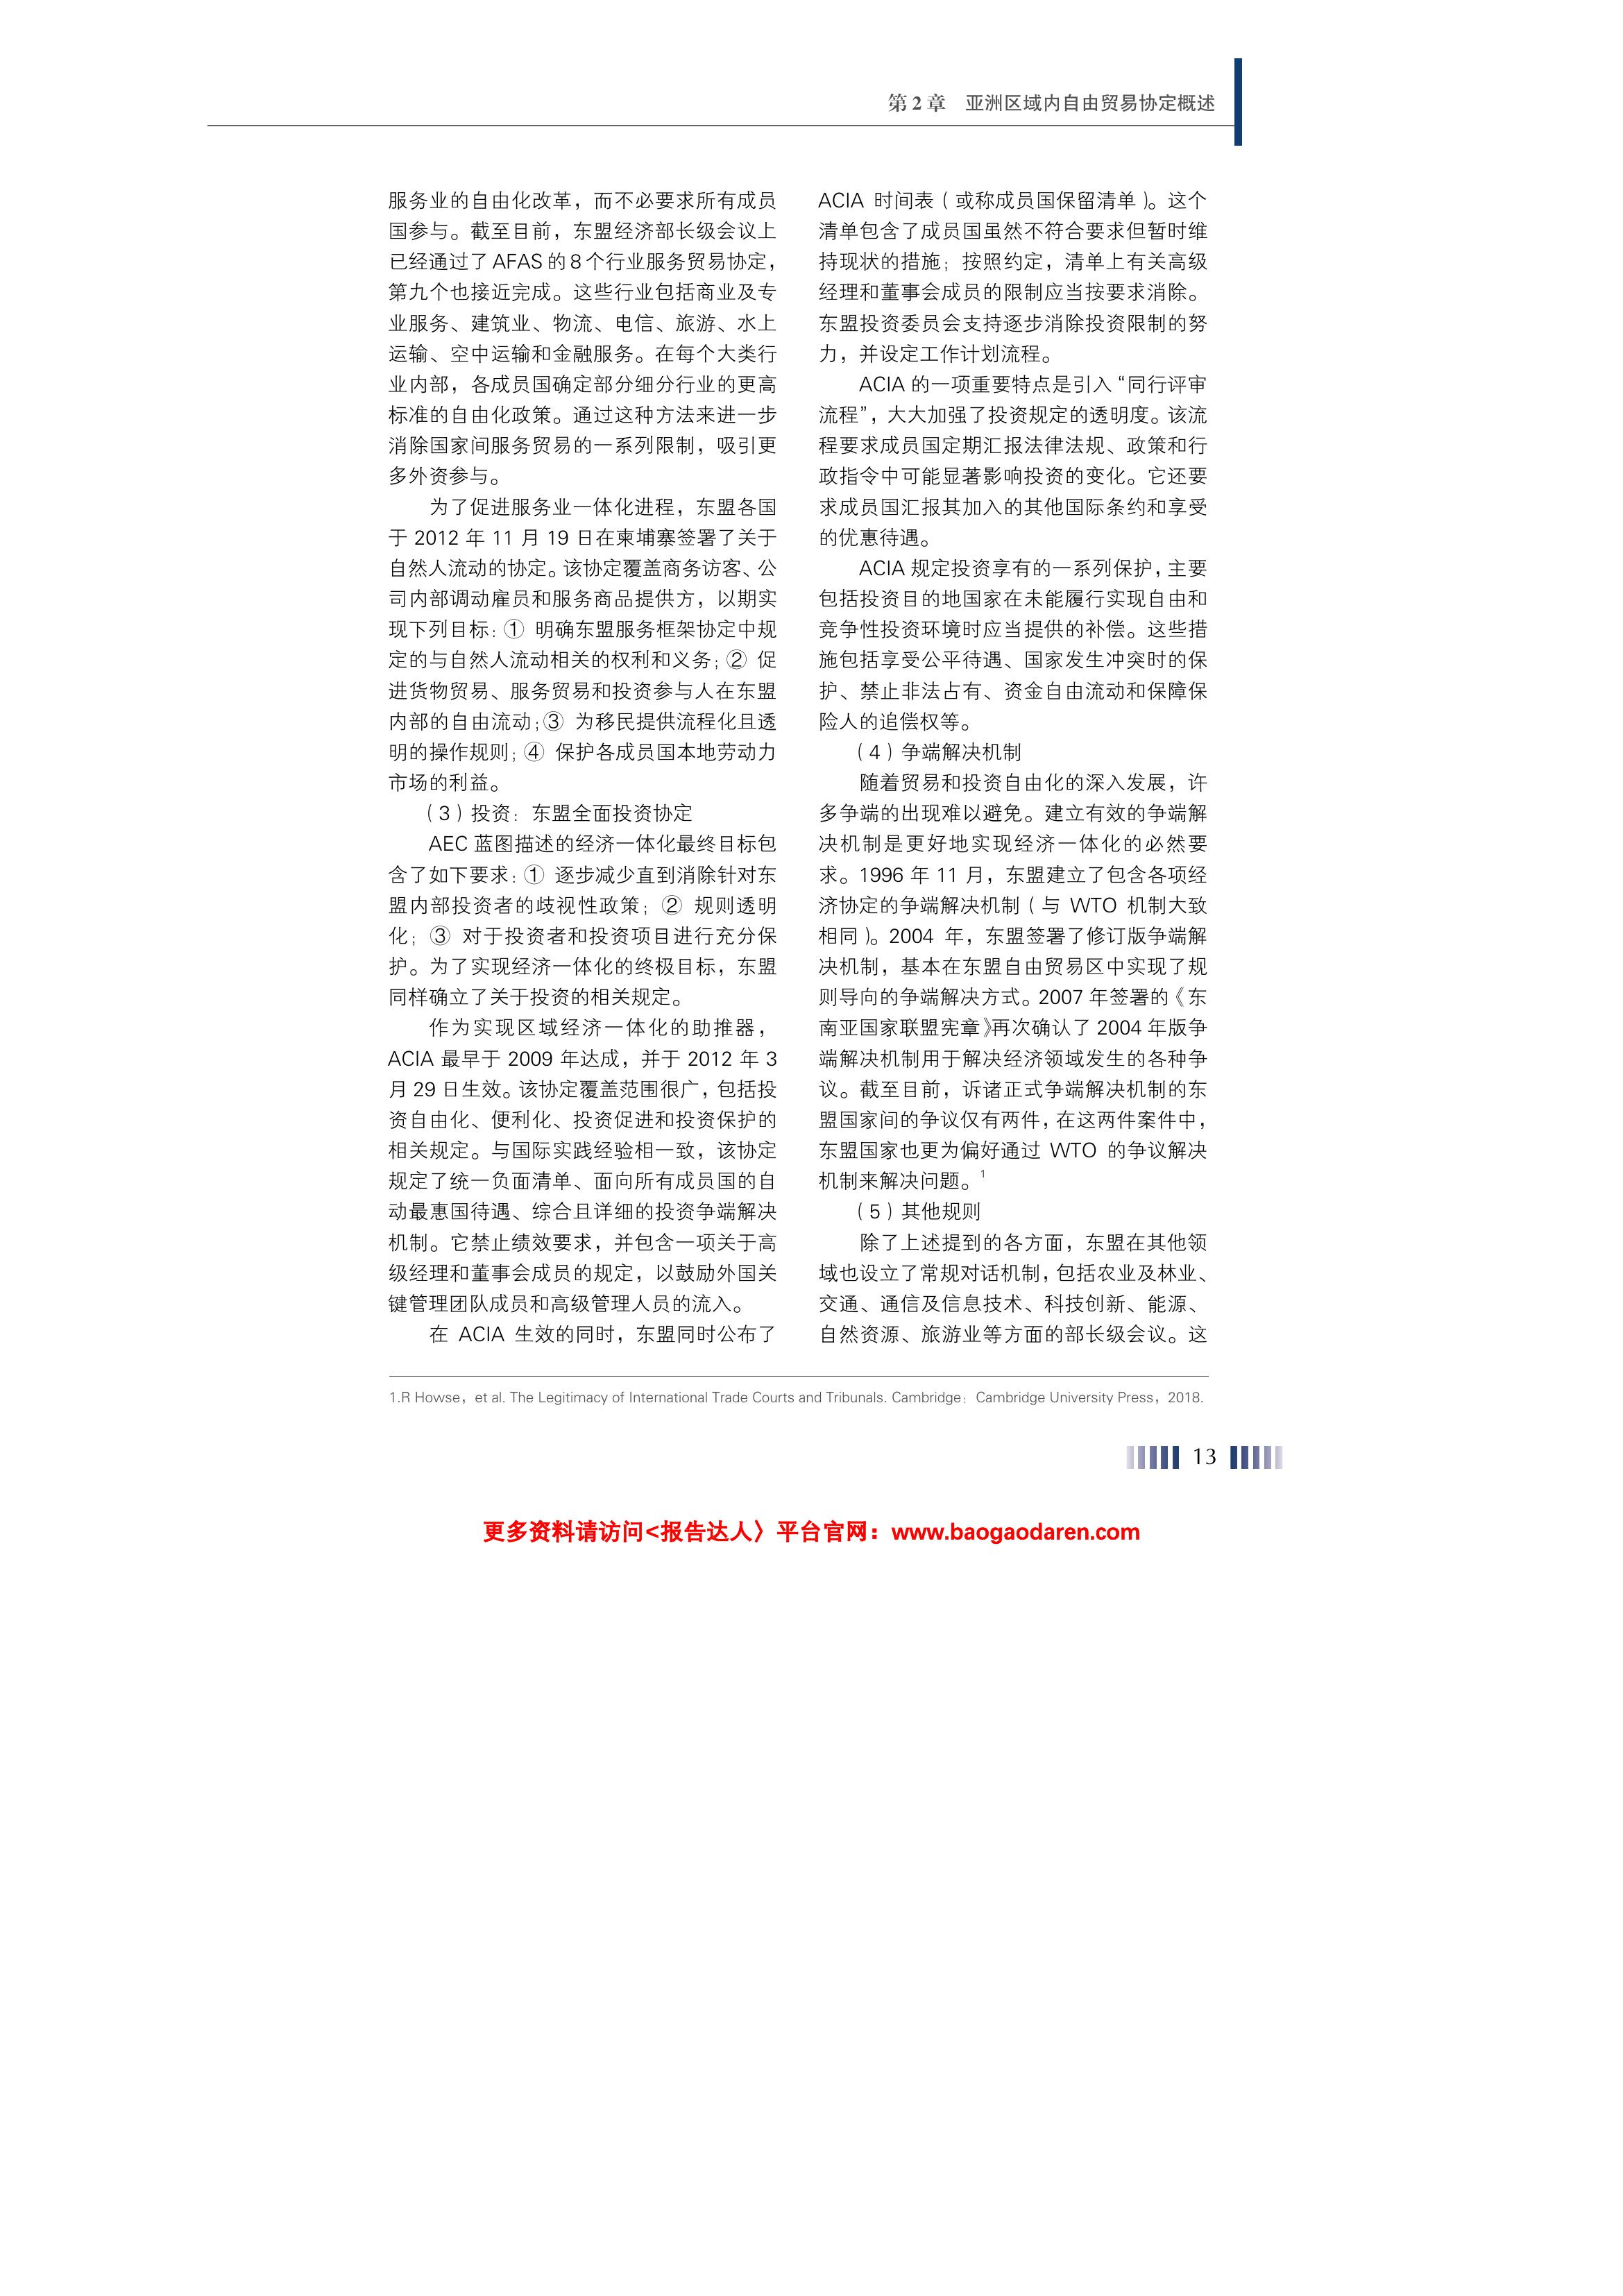 第2章 亚洲区域内自由贸易协定概述
服务业的自由化改革，而不必要求所有成员
国参与。截至目前，东盟经济部长级会议上
已经通过了 AFAS 的8个行业服务贸易协定，
第九个也接近完成。这些行业包括商业及专
业服务、建筑业、物流、电信、旅游、水上
运输、空中运输和金融服务。在每个大类行
业内部，各成员国确定部分细分行业的更高
标准的自由化政策。通过这种方法来进一步
消除国家间服务贸易的一系列限制，吸引更
多外资参与。
为了促进服务业一体化进程，东盟各国
于 2012 年 11 月 19 日在柬埔寨签署了关于
自然人流动的协定。该协定覆盖商务访客、公
司内部调动雇员和服务商品提供方，以期实
现下列目标：① 明确东盟服务框架协定中规
定的与自然人流动相关的权利和义务；② 促
进货物贸易、服务贸易和投资参与人在东盟
内部的自由流动；③ 为移民提供流程化且透
明的操作规则；④ 保护各成员国本地劳动力
市场的利益。
（3）投资：东盟全面投资协定
AEC 蓝图描述的经济一体化最终目标包
含了如下要求：① 逐步减少直到消除针对东
盟内部投资者的歧视性政策；② 规则透明
化；③ 对于投资者和投资项目进行充分保
护。为了实现经济一体化的终极目标，东盟
同样确立了关于投资的相关规定。
作为实现区域经济一体化的助推器，
ACIA 最早于 2009 年达成，并于 2012 年 3
月 29 日生效。该协定覆盖范围很广，包括投
资自由化、便利化、投资促进和投资保护的
相关规定。与国际实践经验相一致，该协定
规定了统一负面清单、面向所有成员国的自
动最惠国待遇、综合且详细的投资争端解决
机制。它禁止绩效要求，并包含一项关于高
级经理和董事会成员的规定，以鼓励外国关
键管理团队成员和高级管理人员的流入。
在 ACIA 生效的同时，东盟同时公布了
ACIA 时间表（或称成员国保留清单）。这个
清单包含了成员国虽然不符合要求但暂时维
持现状的措施；按照约定，清单上有关高级
经理和董事会成员的限制应当按要求消除。
东盟投资委员会支持逐步消除投资限制的努
力，并设定工作计划流程。
ACIA 的一项重要特点是引入“同行评审
流程”，大大加强了投资规定的透明度。该流
程要求成员国定期汇报法律法规、政策和行
政指令中可能显著影响投资的变化。它还要
求成员国汇报其加入的其他国际条约和享受
的优惠待遇。
ACIA 规定投资享有的一系列保护，主要
包括投资目的地国家在未能履行实现自由和
竞争性投资环境时应当提供的补偿。这些措
施包括享受公平待遇、国家发生冲突时的保
护、禁止非法占有、资金自由流动和保障保
险人的追偿权等。
（4）争端解决机制
随着贸易和投资自由化的深入发展，许
多争端的出现难以避免。建立有效的争端解
决机制是更好地实现经济一体化的必然要
求。1996 年 11 月，东盟建立了包含各项经
济协定的争端解决机制（与 WTO 机制大致
相同）。2004 年，东盟签署了修订版争端解
决机制，基本在东盟自由贸易区中实现了规
则导向的争端解决方式。2007 年签署的《东
南亚国家联盟宪章》再次确认了 2004 年版争
端解决机制用于解决经济领域发生的各种争
议。截至目前，诉诸正式争端解决机制的东
盟国家间的争议仅有两件，在这两件案件中，
东盟国家也更为偏好通过 WTO 的争议解决
机制来解决问题。1
（5）其他规则
除了上述提到的各方面，东盟在其他领
域也设立了常规对话机制，包括农业及林业、
交通、通信及信息技术、科技创新、能源、
自然资源、旅游业等方面的部长级会议。这
1.R Howse，et al. The Legitimacy of International Trade Courts and Tribunals. Cambridge：Cambridge University Press，2018.
13
更多资料请访问<报告达人〉平台官网：www.baogaodaren.com